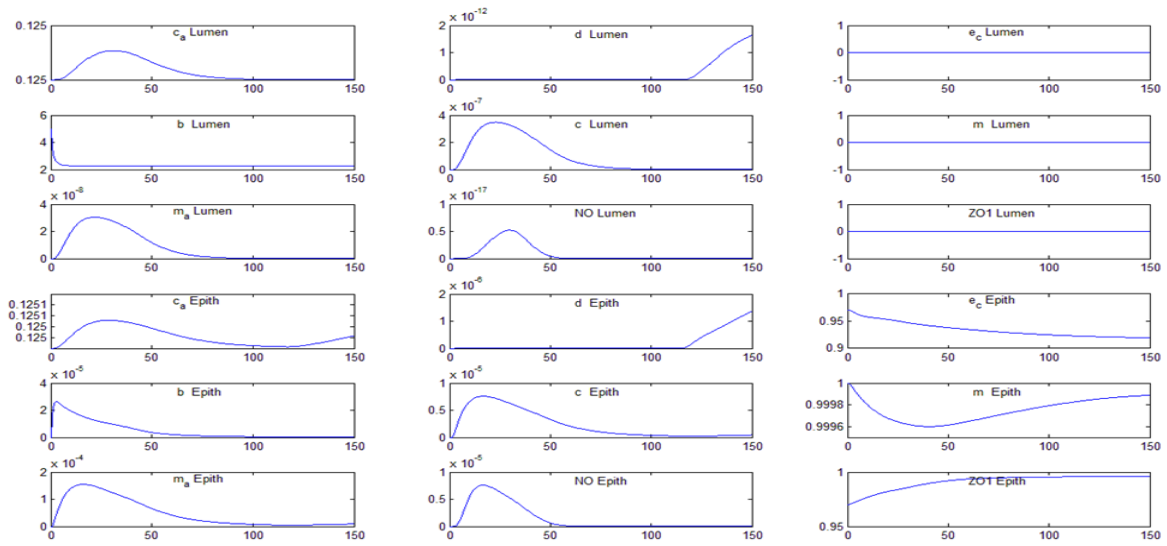 0.125
c_a Lumen
0.125
0 50 100 150
× 10^-12
2
d Lumen
1
0
0 50 100 150
1
e_c Lumen
0
-1
0 50 100 150
6
b Lumen
4
2
0 50 100 150
× 10^-7
4
c Lumen
2
0
0 50 100 150
1
m Lumen
0
-1
0 50 100 150
× 10^-8
4
m_a Lumen
2
0
0 50 100 150
× 10^-17
1
NO Lumen
0.5
0
0 50 100 150
1
ZO1 Lumen
0
-1
0 50 100 150
0.1251
c_a Epith
0.1251
0.125
0.125
0 50 100 150
× 10^-6
2
d Epith
1
0
0 50 100 150
1
e_c Epith
0.95
0.9
0 50 100 150
× 10^-5
4
b Epith
2
0
0 50 100 150
× 10^-5
1
c Epith
0.5
0
0 50 100 150
1
m Epith
0.9998
0.9996
0 50 100 150
× 10^-4
2
m_a Epith
1
0
0 50 100 150
× 10^-5
1
NO Epith
0.5
0
0 50 100 150
1
ZO1 Epith
0.95
0 50 100 150